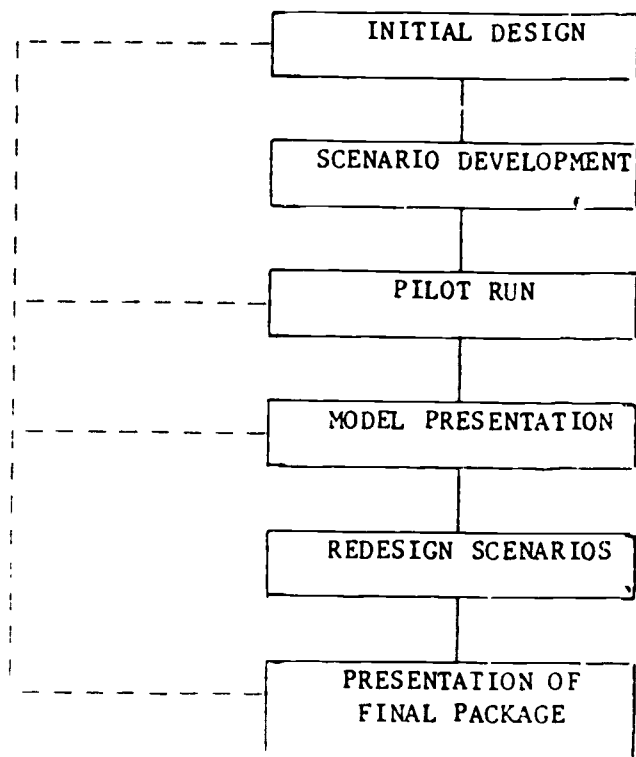 INITIAL DESIGN
SCENARIO DEVELOPMENT
PILOT RUN
MODEL PRESENTATION
REDESIGN SCENARIOS
PRESENTATION OF
FINAL PACKAGE